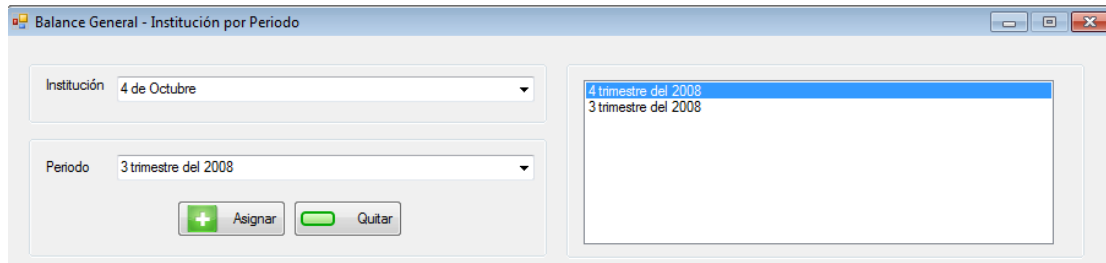 Balance General - Institución por Periodo
Institución
4 de Octubre
Periodo
3 trimestre del 2008
Asignar
Quitar
4 trimestre del 2008
3 trimestre del 2008